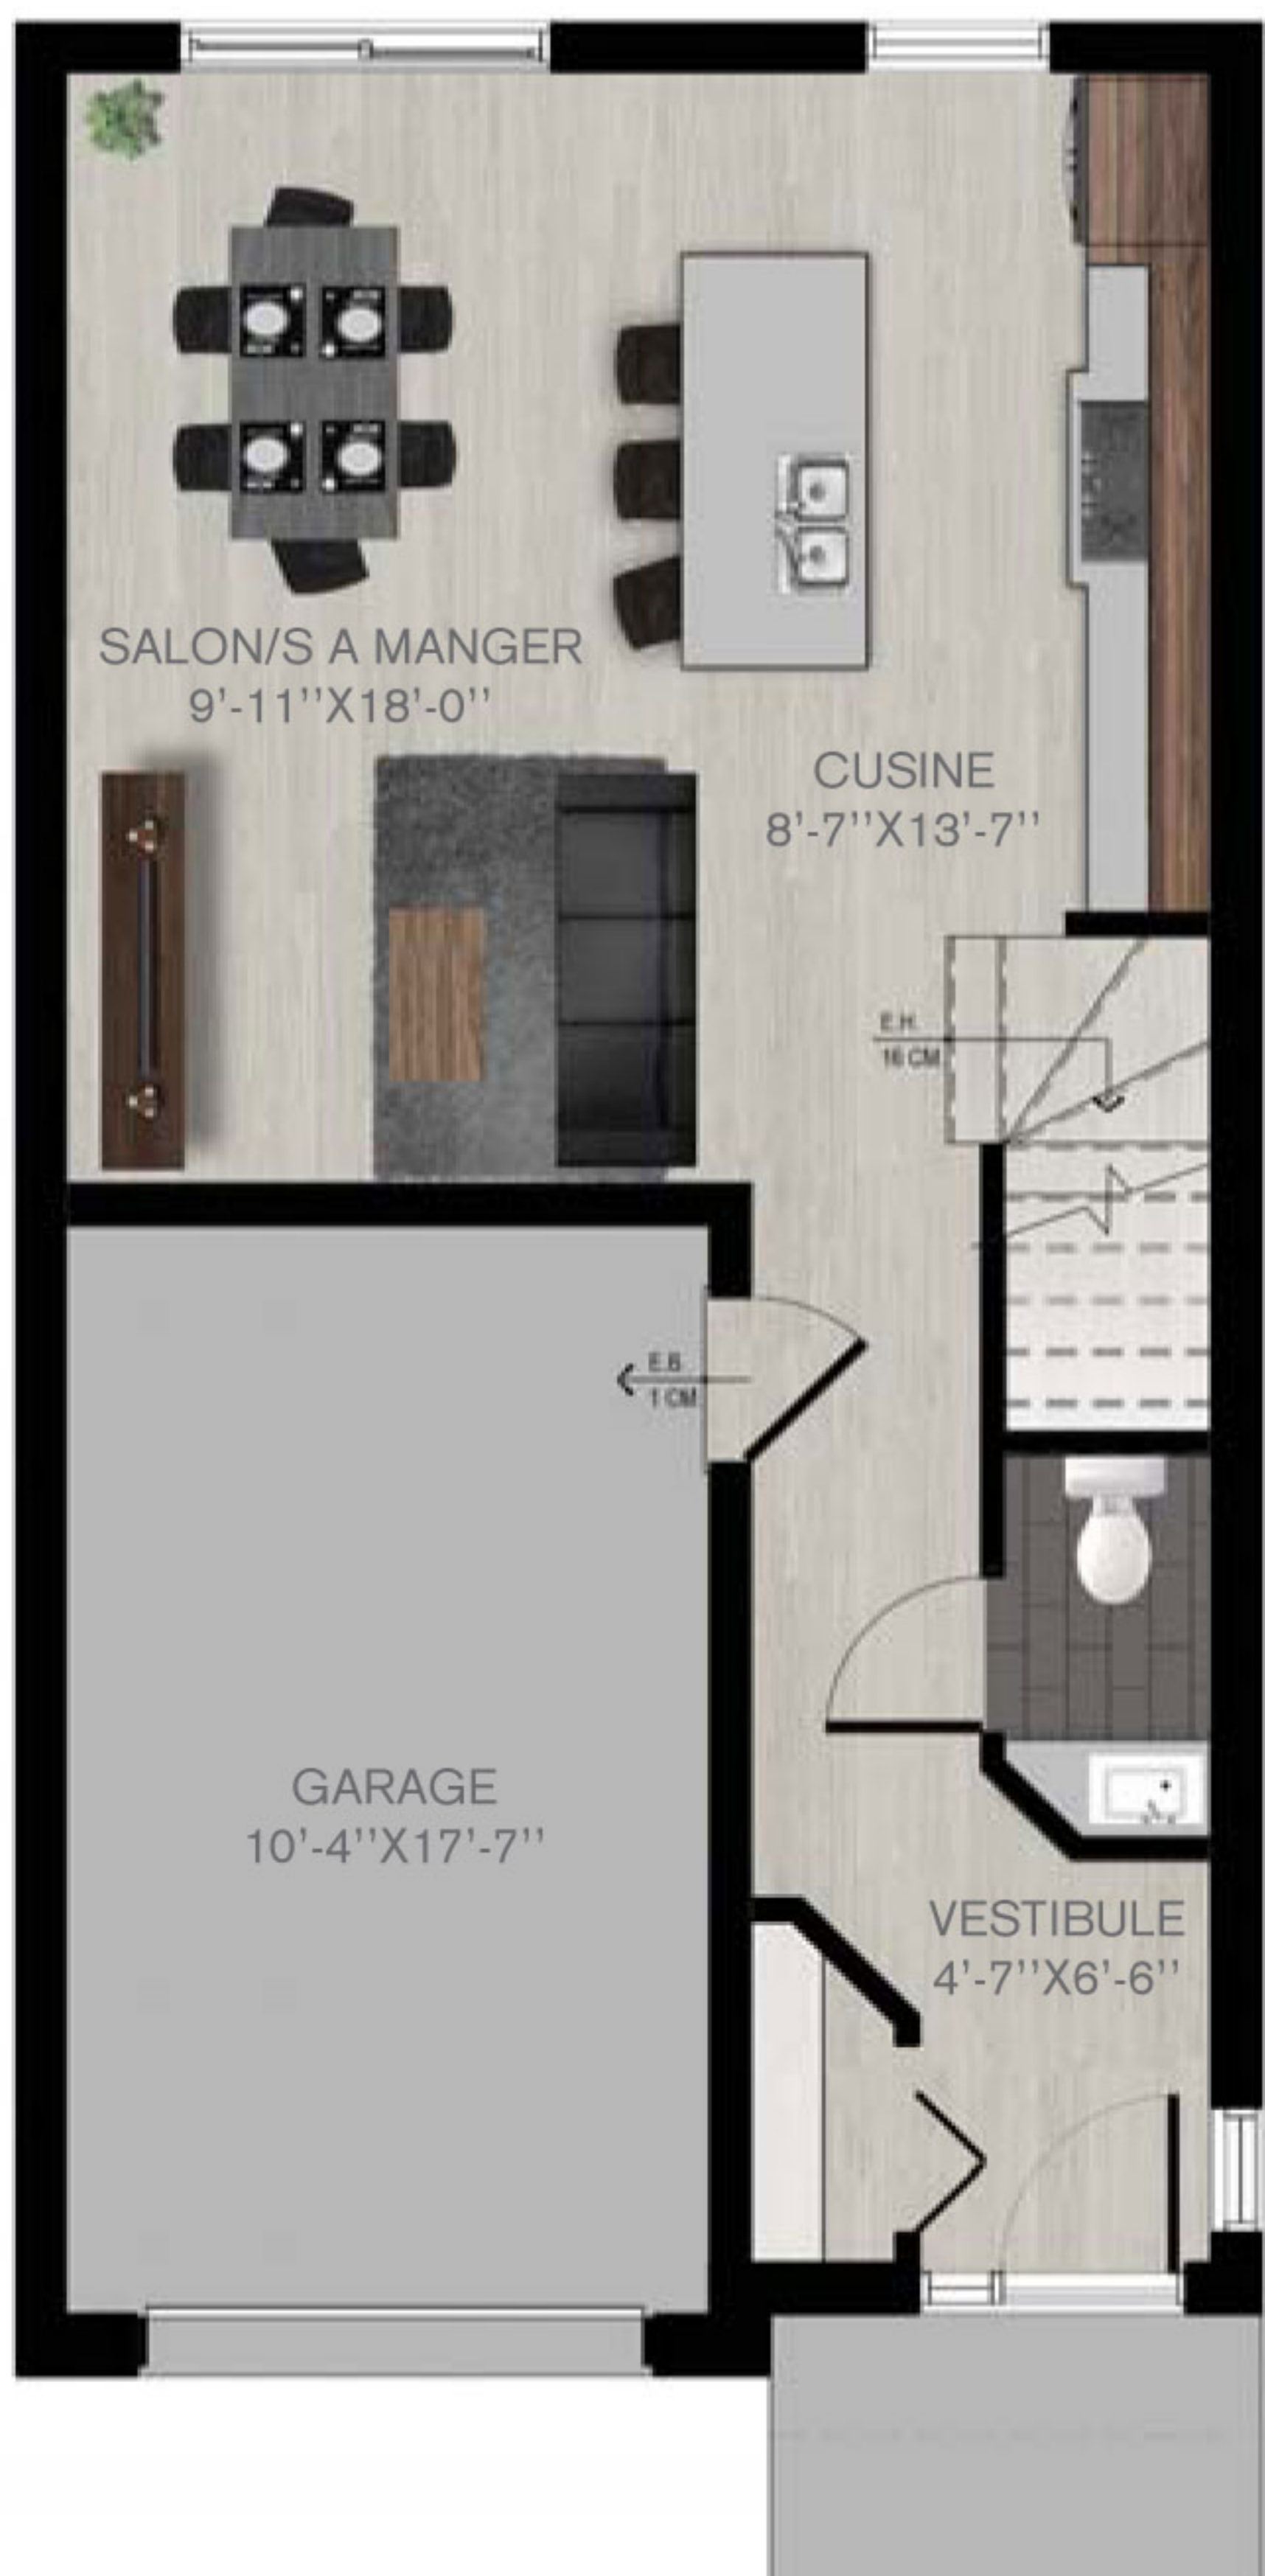 SALON/S A MANGER
9'-11''X18'-0''
CUSINE
8'-7''X13'-7''
E.H.
16 CM
E.B.
1 CM
GARAGE
10'-4''X17'-7''
VESTIBULE
4'-7''X6'-6''